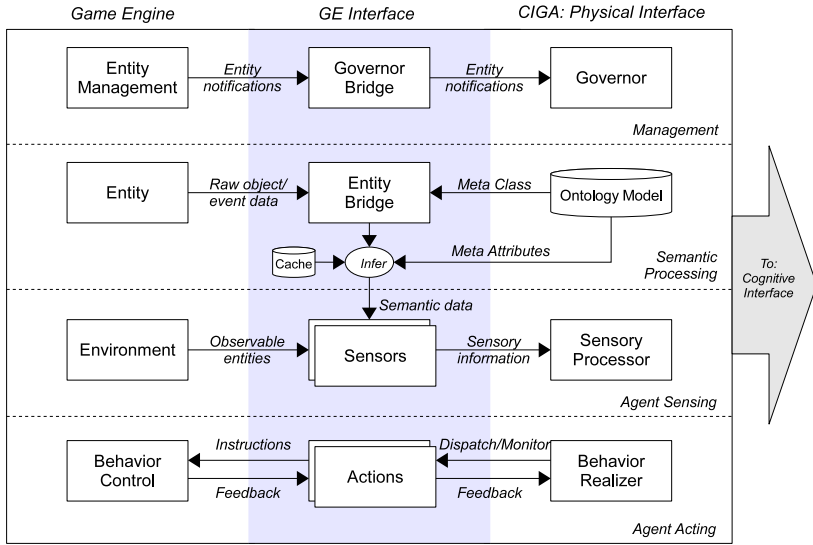 Game Engine
GE Interface
CIGA: Physical Interface
Entity
Management
Entity
notifications
Governor
Bridge
Entity
notifications
Governor
Management
Entity
Raw object/
event data
Entity
Bridge
Meta Class
Ontology Model
Cache
Infer
Meta Attributes
Semantic
Processing
To:
Cognitive
Interface
Semantic data
Environment
Observable
entities
Sensors
Sensory
information
Sensory
Processor
Agent Sensing
Behavior
Control
Instructions
Feedback
Actions
Dispatch/Monitor
Feedback
Behavior
Realizer
Agent Acting